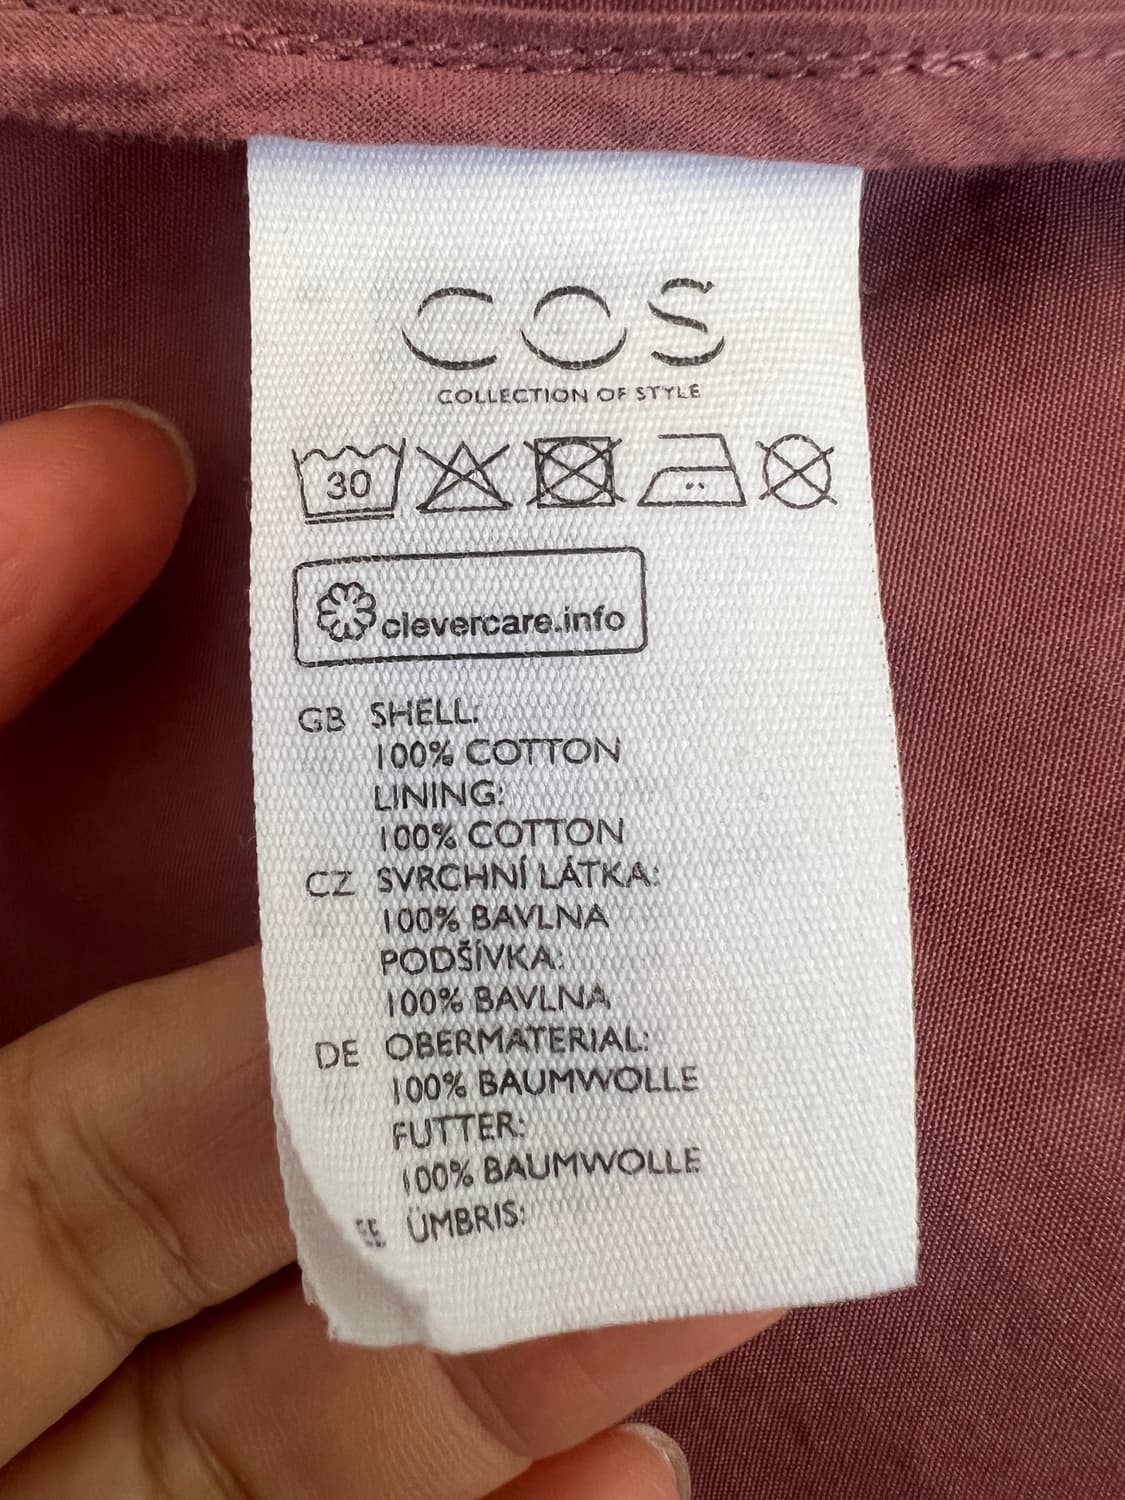 COS
COLLECTION OF STYLE
30
clevercare.info
GB SHELL:
100% COTTON
LINING:
100% COTTON
CZ SVRCHNÍ LÁTKA:
100% BAVLNA
PODŠÍVKA:
100% BAVLNA
DE OBERMATERIAL:
100% BAUMWOLLE
FUTTER:
100% BAUMWOLLE
EE ÜMBRIS: